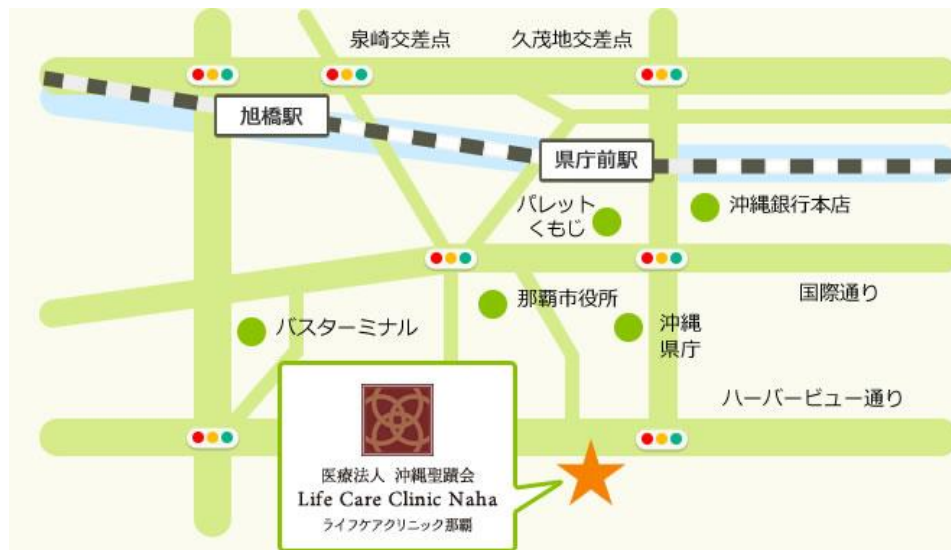 泉崎交差点
久茂地交差点
旭橋駅
県庁前駅
パレット
くもじ
沖縄銀行本店
国際通り
那覇市役所
バスターミナル
沖縄
県庁
ハーバービュー通り
医療法人 沖縄聖蹟会
Life Care Clinic Naha
ライフケアクリニック那覇